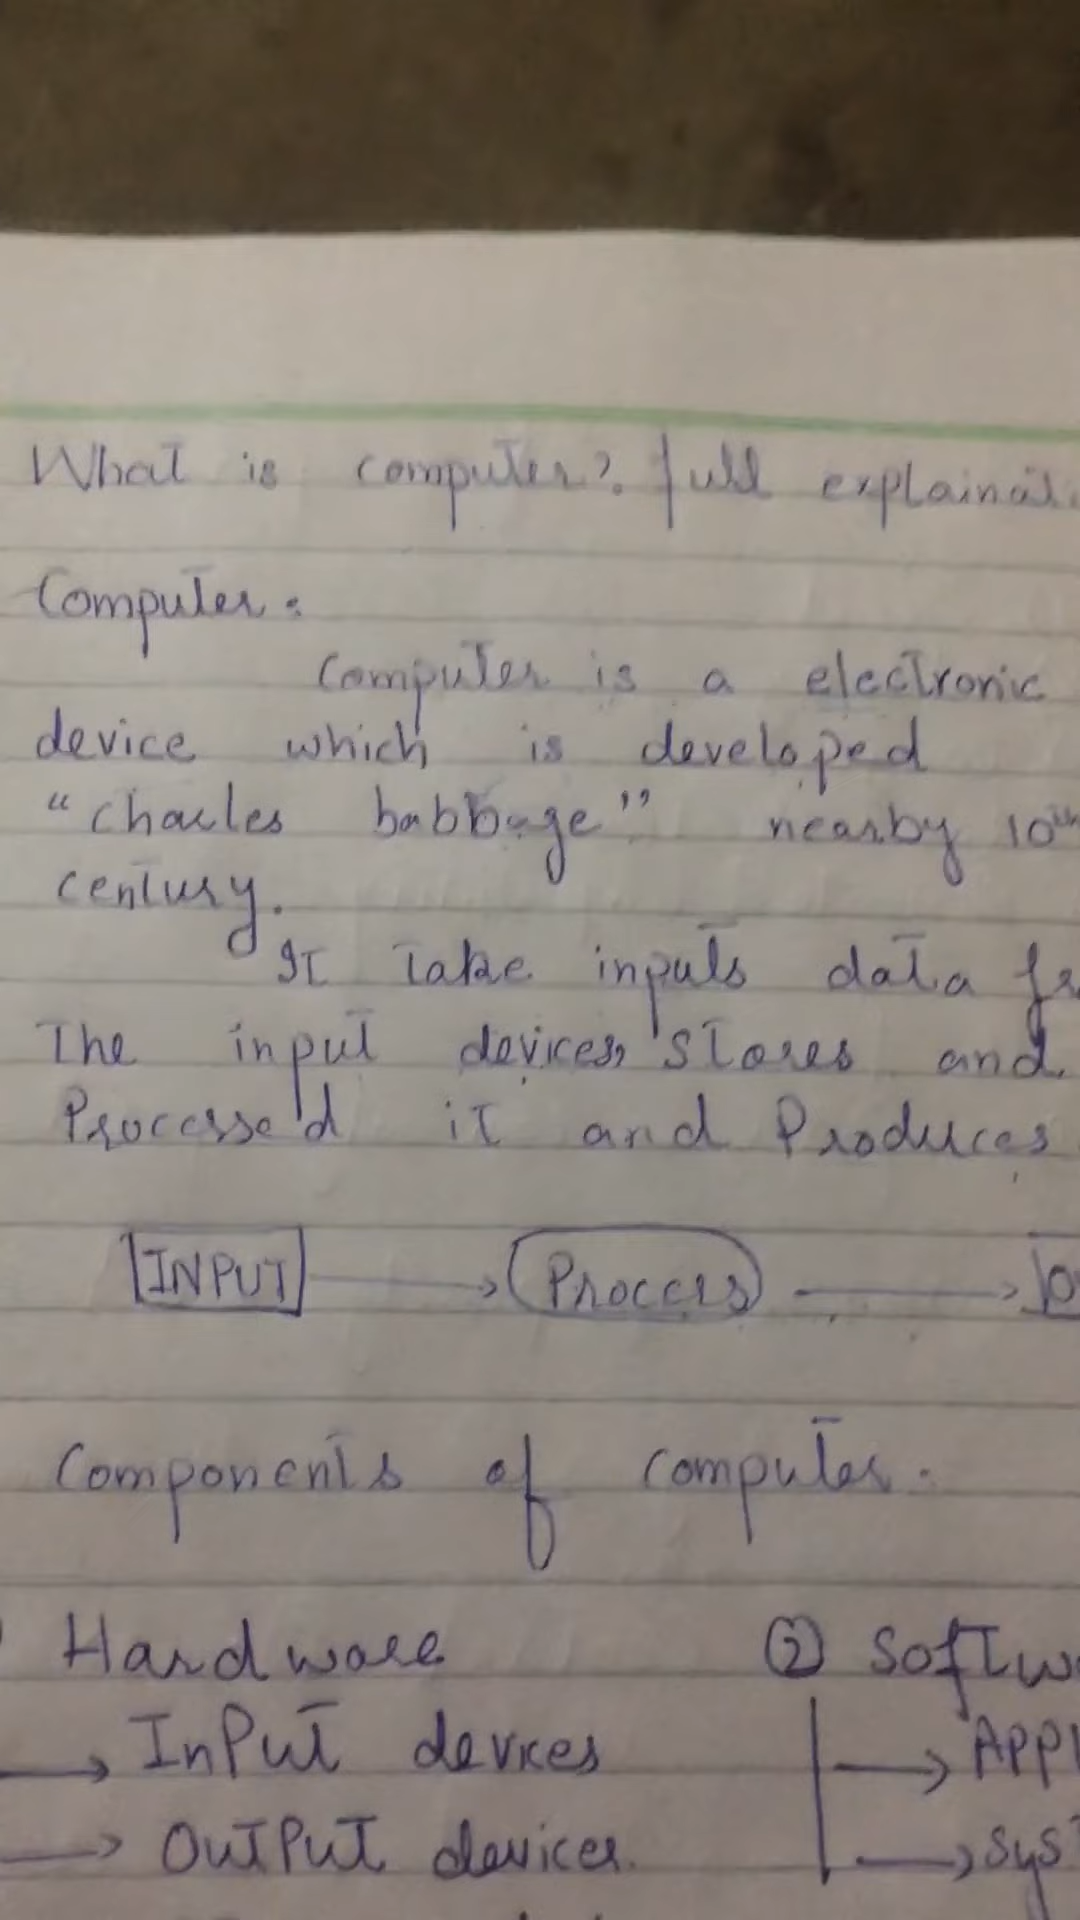 What is computer? full
Computer:
Computer is a electronic
device which is developed
"charles babbage" nearby 10th
century.
It take inputs data
The input devices, stores and
Processed it and Produces
INPUT → Process →
Components of computer.
Hardware ② 
→ InPut devices →
→ OutPut devices. →